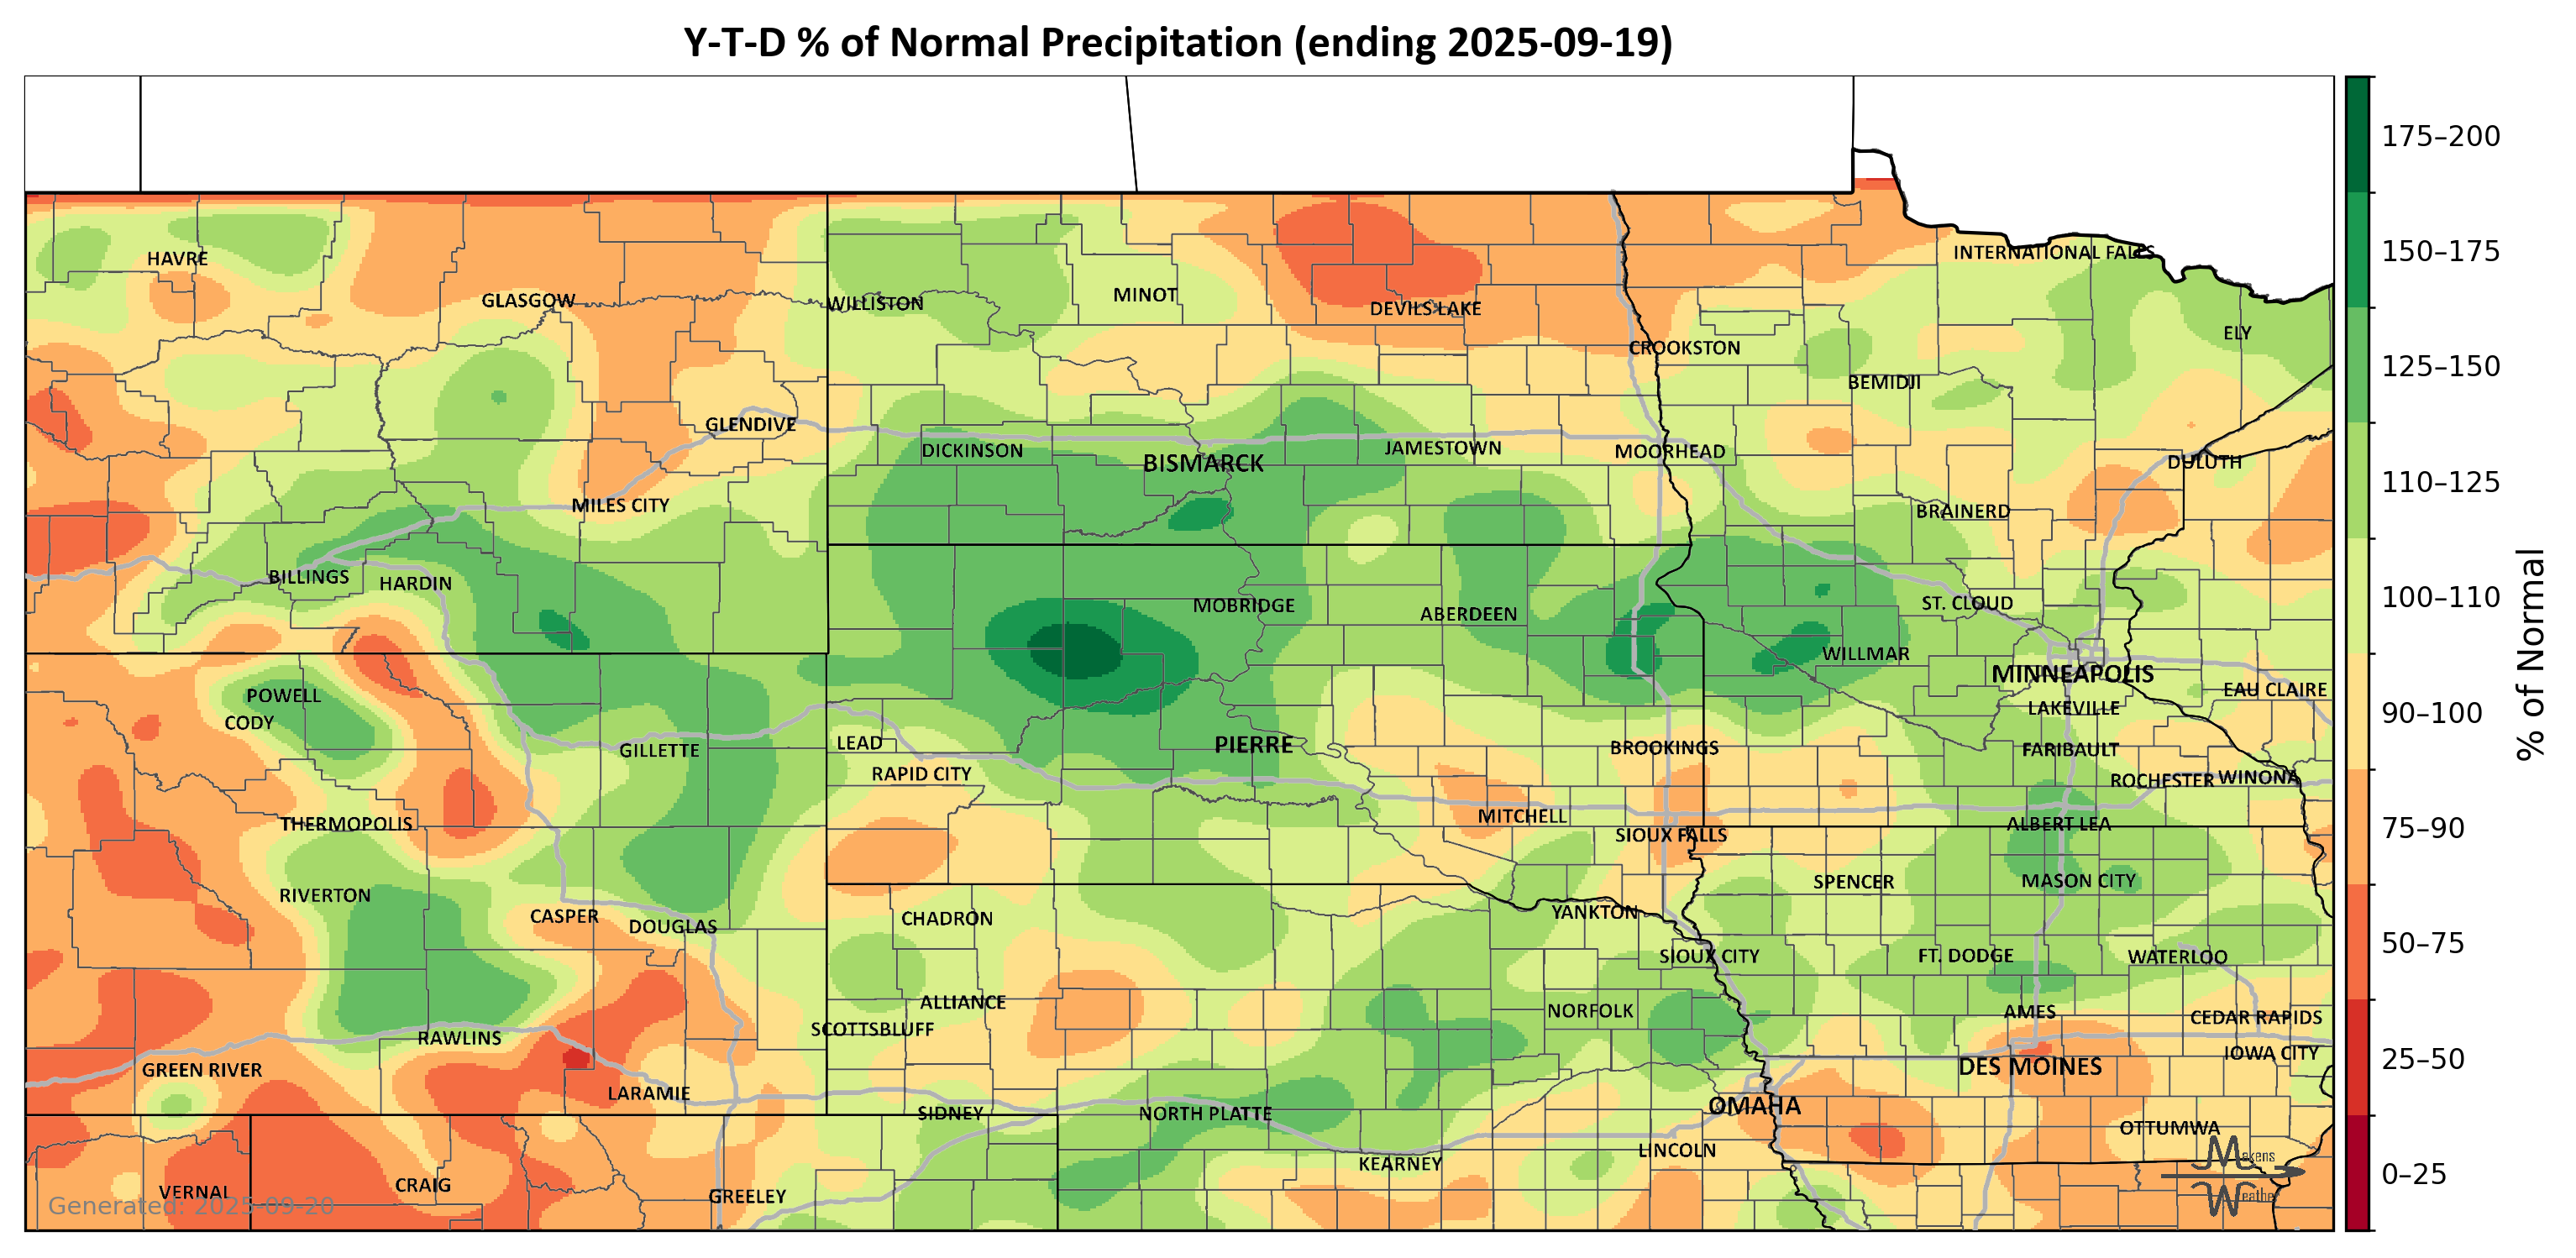 Y-T-D % of Normal Precipitation (ending 2025-09-19)
175–200
150–175
125–150
110–125
100–110
90–100
75–90
50–75
25–50
0–25
% of Normal
INTERNATIONAL FALLS
HAVRE
GLASGOW
WILLISTON
MINOT
DEVILS LAKE
ELY
CROOKSTON
BEMIDJI
GLENDIVE
DICKINSON
BISMARCK
JAMESTOWN
MOORHEAD
DULUTH
MILES CITY
BRAINERD
BILLINGS
HARDIN
MOBRIDGE
ABERDEEN
ST. CLOUD
WILLMAR
MINNEAPOLIS
POWELL
EAU CLAIRE
CODY
LAKEVILLE
GILLETTE
LEAD
PIERRE
BROOKINGS
FARIBAULT
RAPID CITY
ROCHESTER
WINONA
THERMOPOLIS
MITCHELL
SIOUX FALLS
ALBERT LEA
RIVERTON
SPENCER
MASON CITY
CASPER
DOUGLAS
CHADRON
YANKTON
SIOUX CITY
FT. DODGE
WATERLOO
ALLIANCE
NORFOLK
AMES
CEDAR RAPIDS
RAWLINS
SCOTTSBLUFF
GREEN RIVER
DES MOINES
IOWA CITY
LARAMIE
OMAHA
SIDNEY
NORTH PLATTE
OTTUMWA
KEARNEY
LINCOLN
VERNAL
CRAIG
GREELEY
Makens
Weather
Generated: 2025-09-20